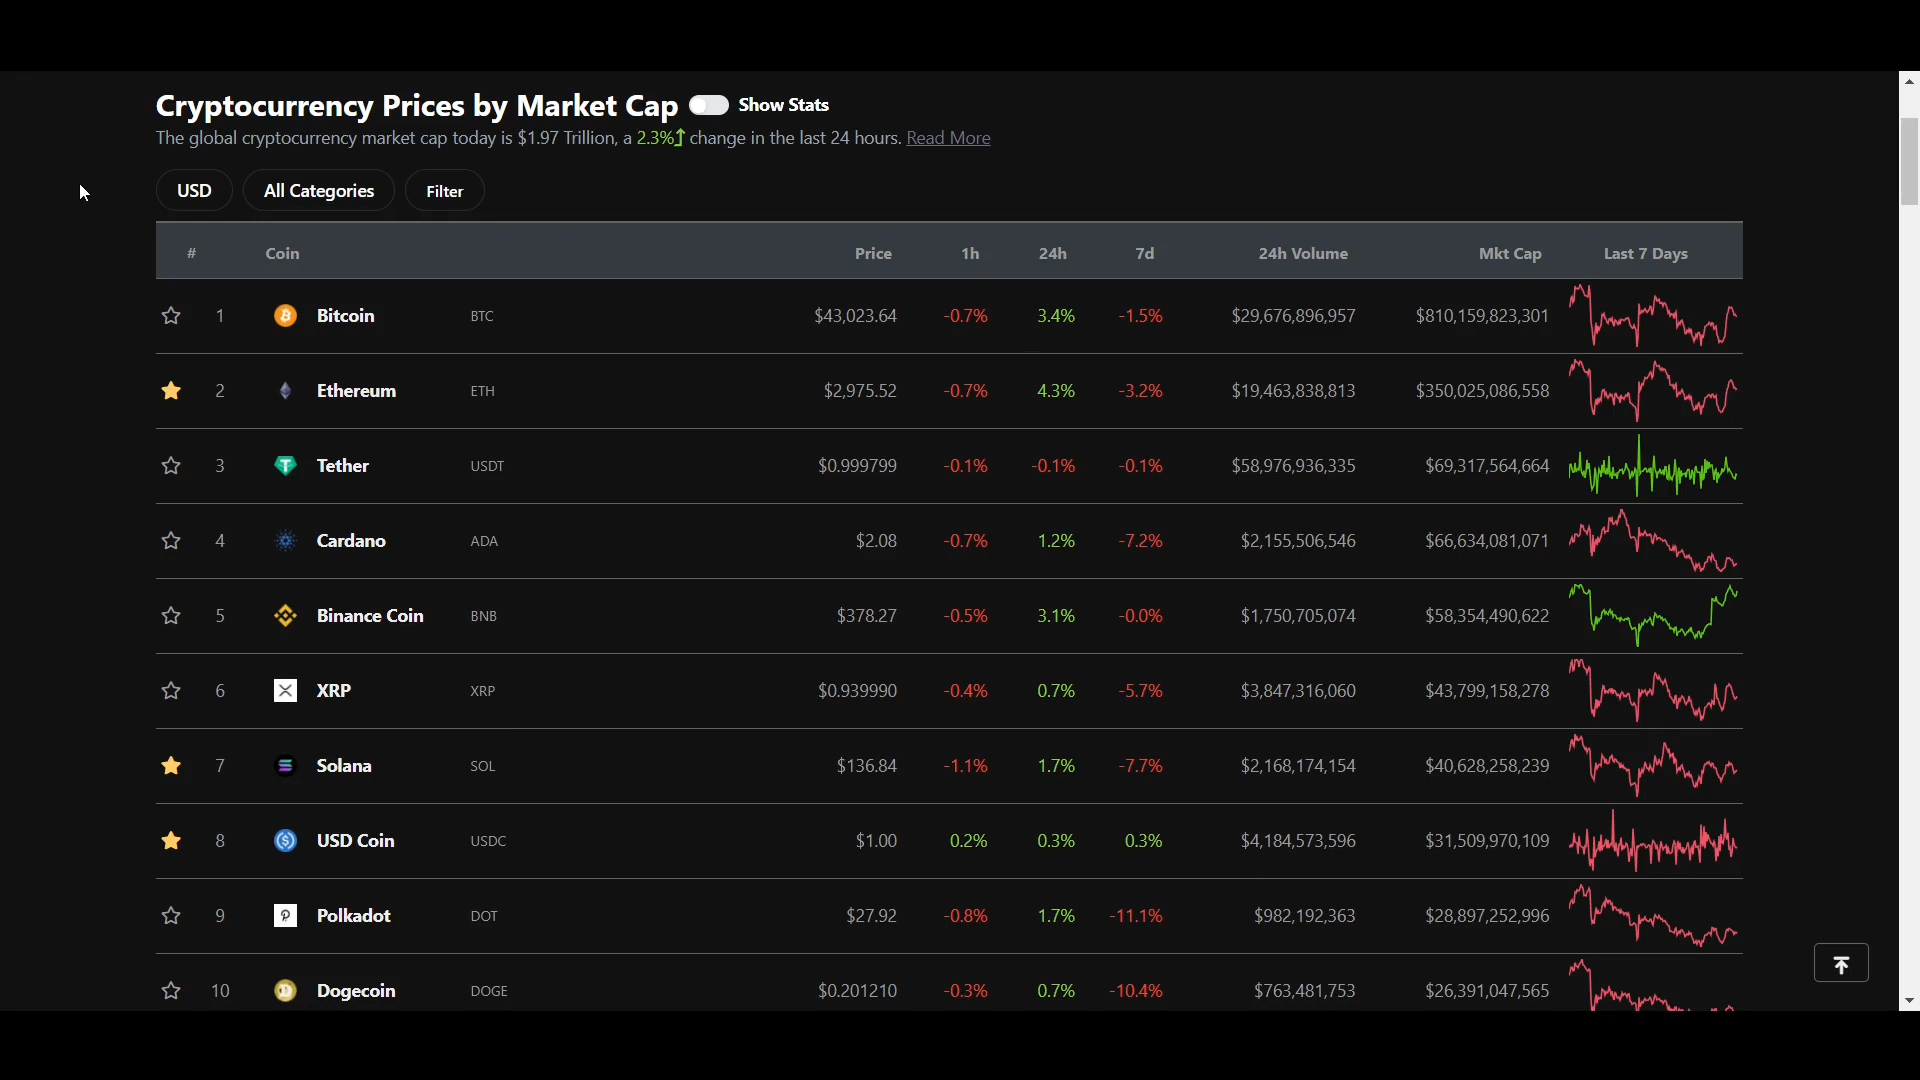 Cryptocurrency Prices by Market Cap Show Stats
The global cryptocurrency market cap today is $1.97 Trillion, a 2.3% change in the last 24 hours. Read More
USD All Categories Filter
# Coin Price 1h 24h 7d 24h Volume Mkt Cap Last 7 Days
1 Bitcoin BTC $43,023.64 -0.7% 3.4% -1.5% $29,676,896,957 $810,159,823,301
2 Ethereum ETH $2,975.52 -0.7% 4.3% -3.2% $19,463,838,813 $350,025,086,558
3 Tether USDT $0.999799 -0.1% -0.1% -0.1% $58,976,936,335 $69,317,564,664
4 Cardano ADA $2.08 -0.7% 1.2% -7.2% $2,155,506,546 $66,634,081,071
5 Binance Coin BNB $378.27 -0.5% 3.1% -0.0% $1,750,705,074 $58,354,490,622
6 XRP XRP $0.939990 -0.4% 0.7% -5.7% $3,847,316,060 $43,799,158,278
7 Solana SOL $136.84 -1.1% 1.7% -7.7% $2,168,174,154 $40,628,258,239
8 USD Coin USDC $1.00 0.2% 0.3% 0.3% $4,184,573,596 $31,509,970,109
9 Polkadot DOT $27.92 -0.8% 1.7% -11.1% $982,192,363 $28,897,252,996
10 Dogecoin DOGE $0.201210 -0.3% 0.7% -10.4% $763,481,753 $26,391,047,565